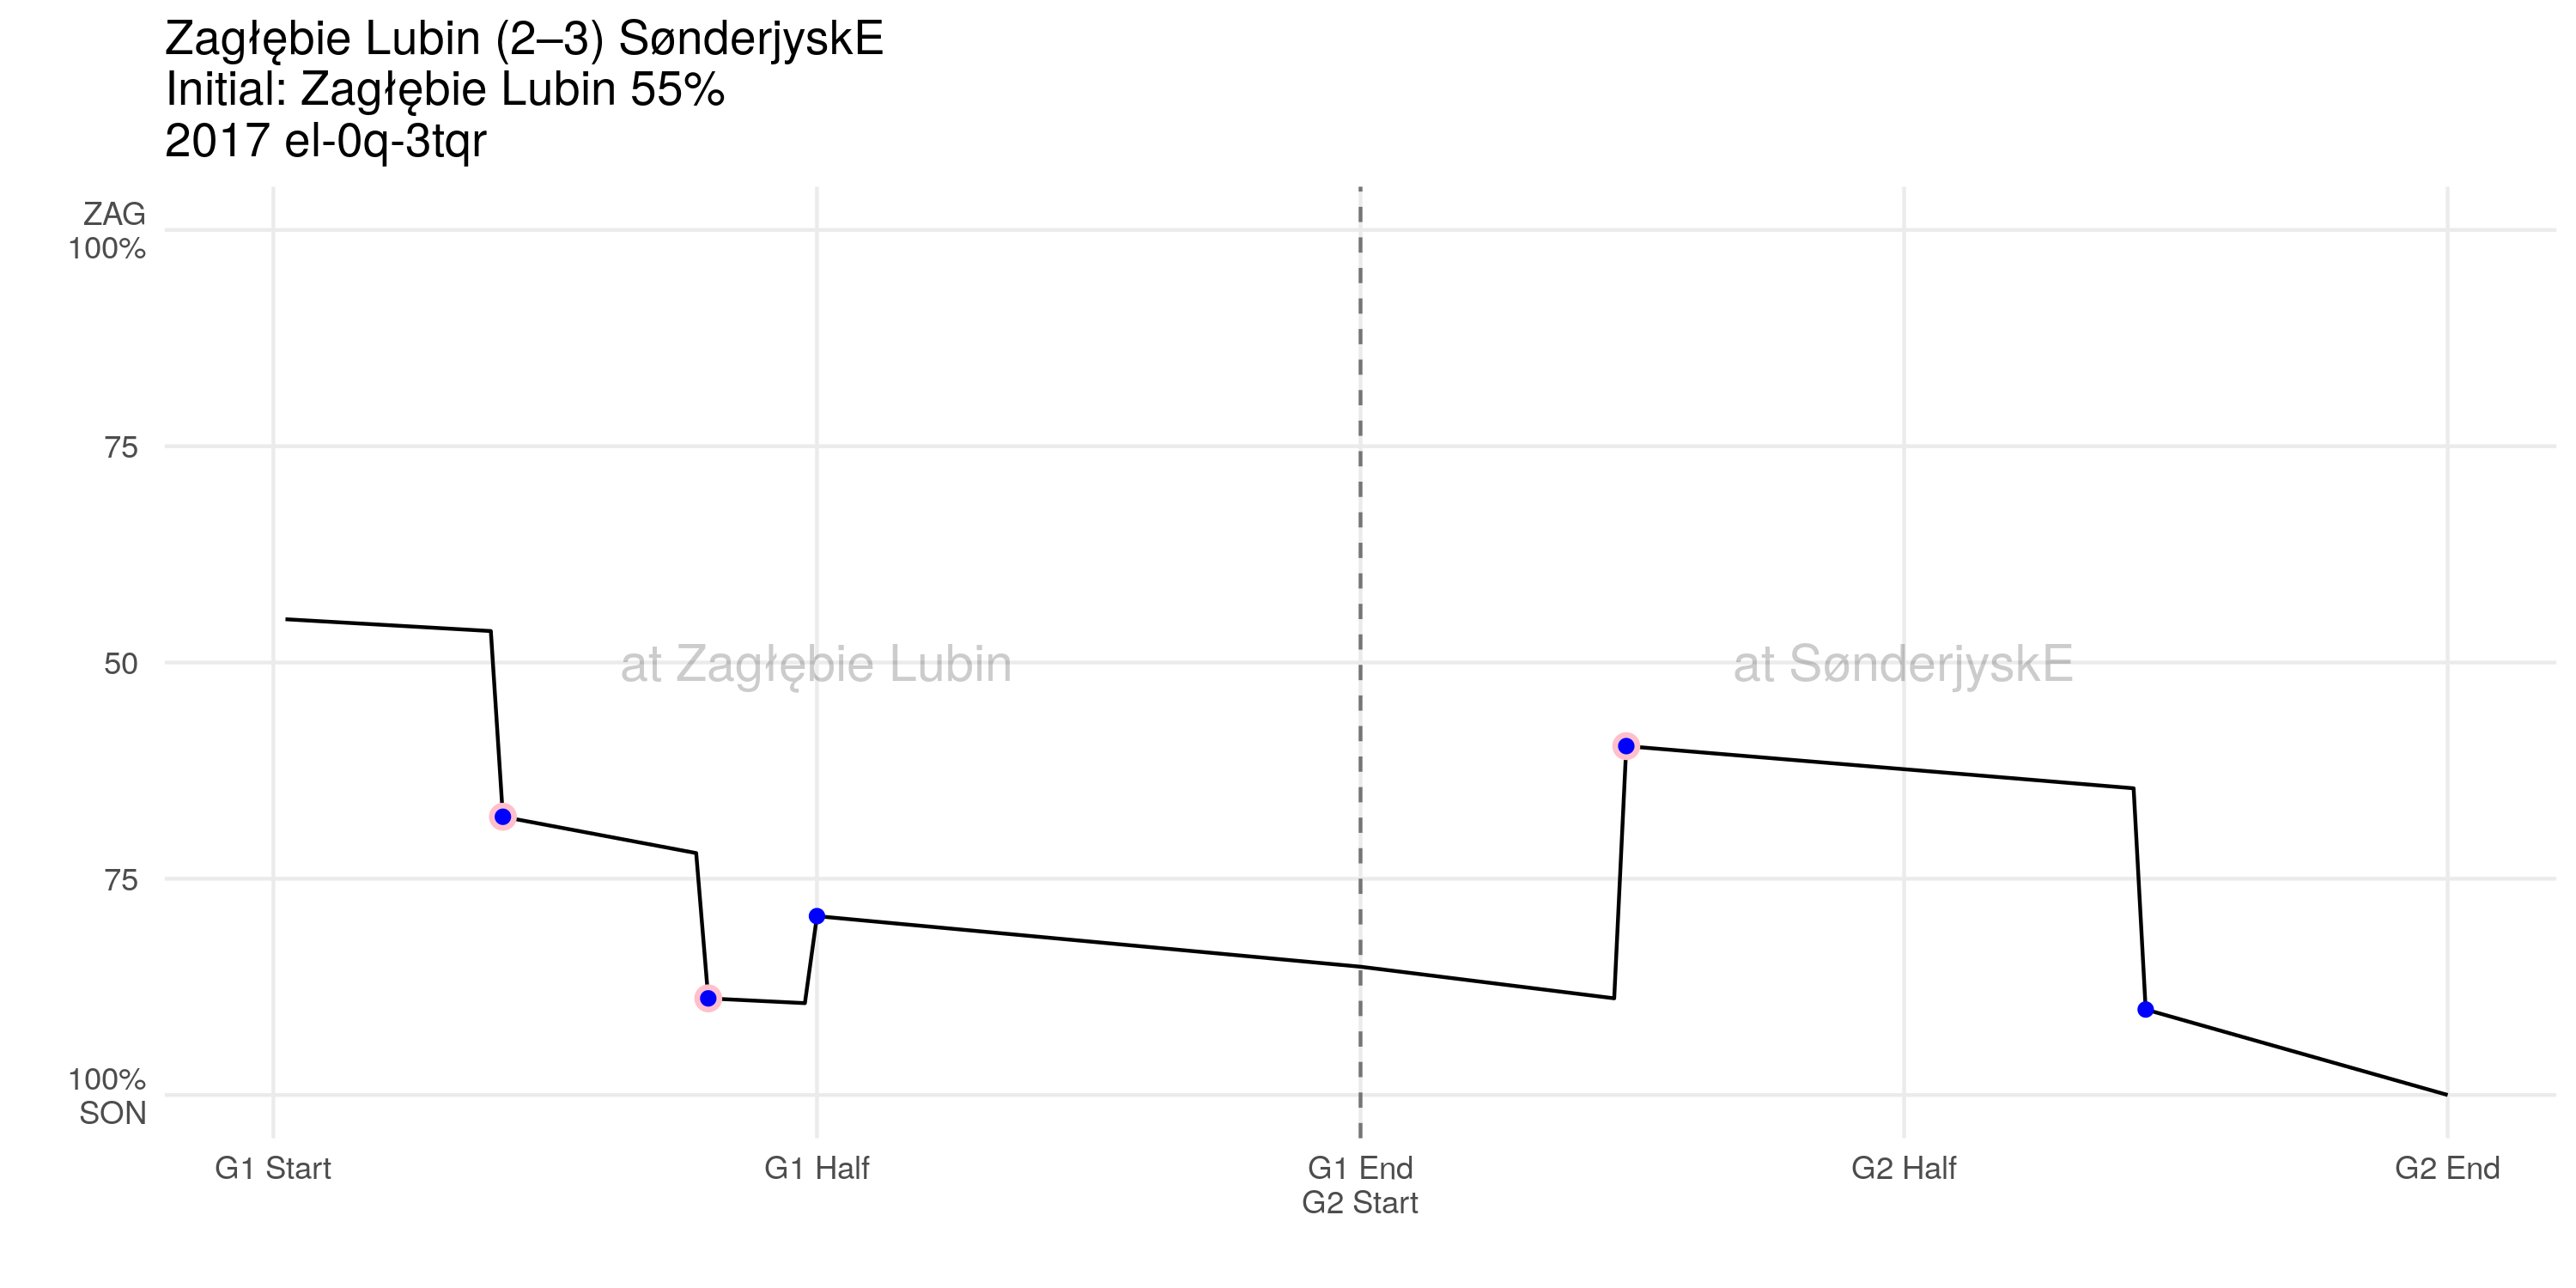 Zagłębie Lubin (2–3) SønderjyskE
Initial: Zagłębie Lubin 55%
2017 el-0q-3tqr
ZAG
100%
75
50
75
100%
SON
at Zagłębie Lubin
at SønderjyskE
G1 Start
G1 Half
G1 End
G2 Start
G2 Half
G2 End